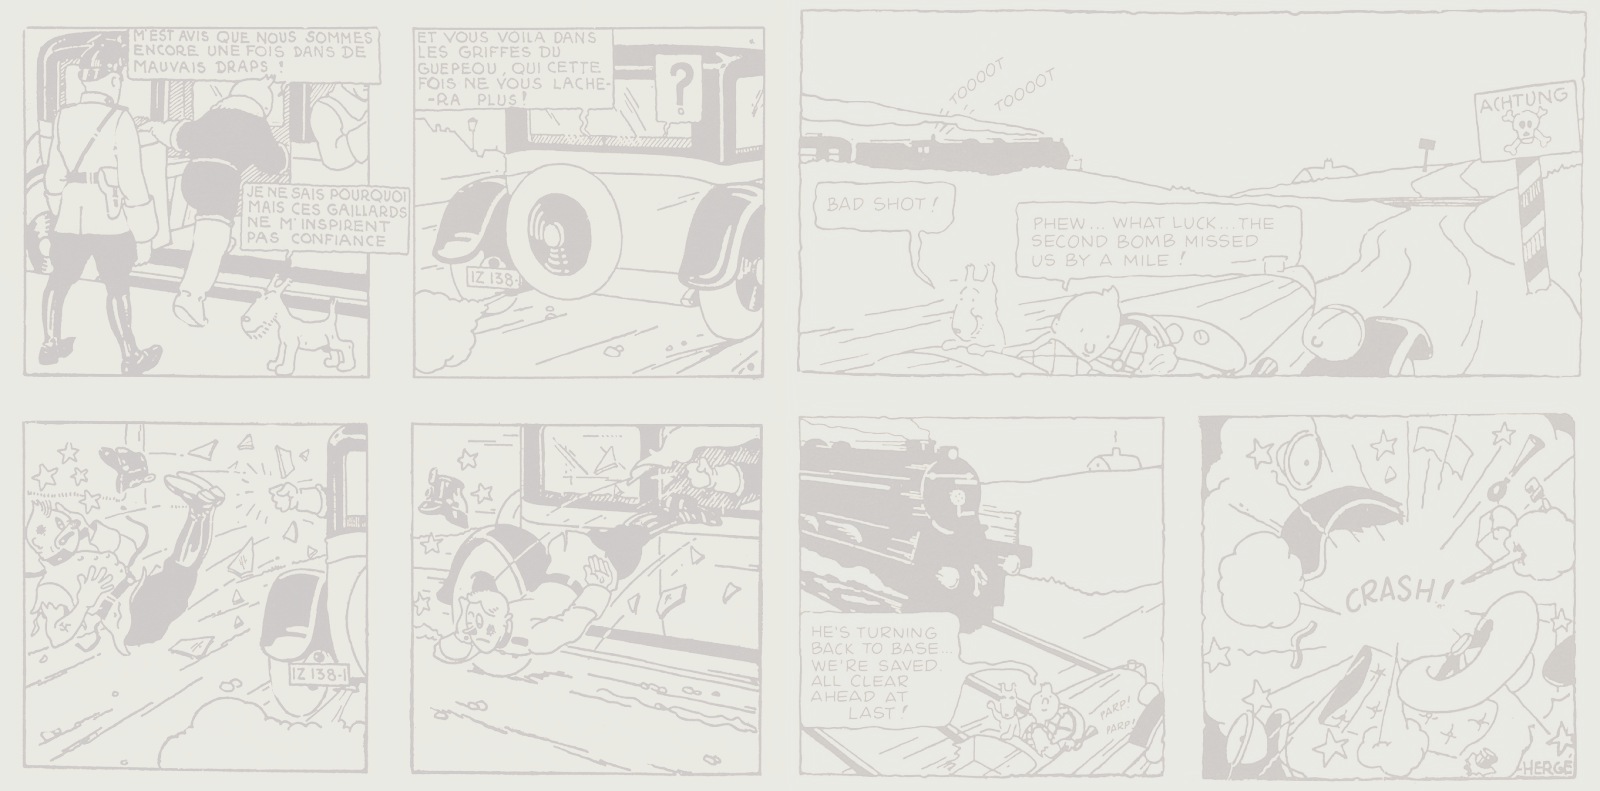 M'EST AVIS QUE NOUS SOMMES
ENCORE UNE FOIS DANS DE
MAUVAIS DRAPS !
JE NE SAIS POURQUOI
MAIS CES GAILLARDS
NE M'INSPIRENT
PAS CONFIANCE
ET VOUS VOILA DANS
LES GRIFFES DU
GUEPEOU, QUI CETTE
FOIS NE VOUS LACHE-
-RA PLUS!
?
IZ 138-
TOOOOT
TOOOOT
ACHTUNG
BAD SHOT!
PHEW... WHAT LUCK...THE
SECOND BOMB MISSED
US BY A MILE !
IZ 138-1
HE'S TURNING
BACK TO BASE...
WE'RE SAVED.
ALL CLEAR
AHEAD AT
LAST!
PARP!
PARP!
CRASH!
-HERGÉ